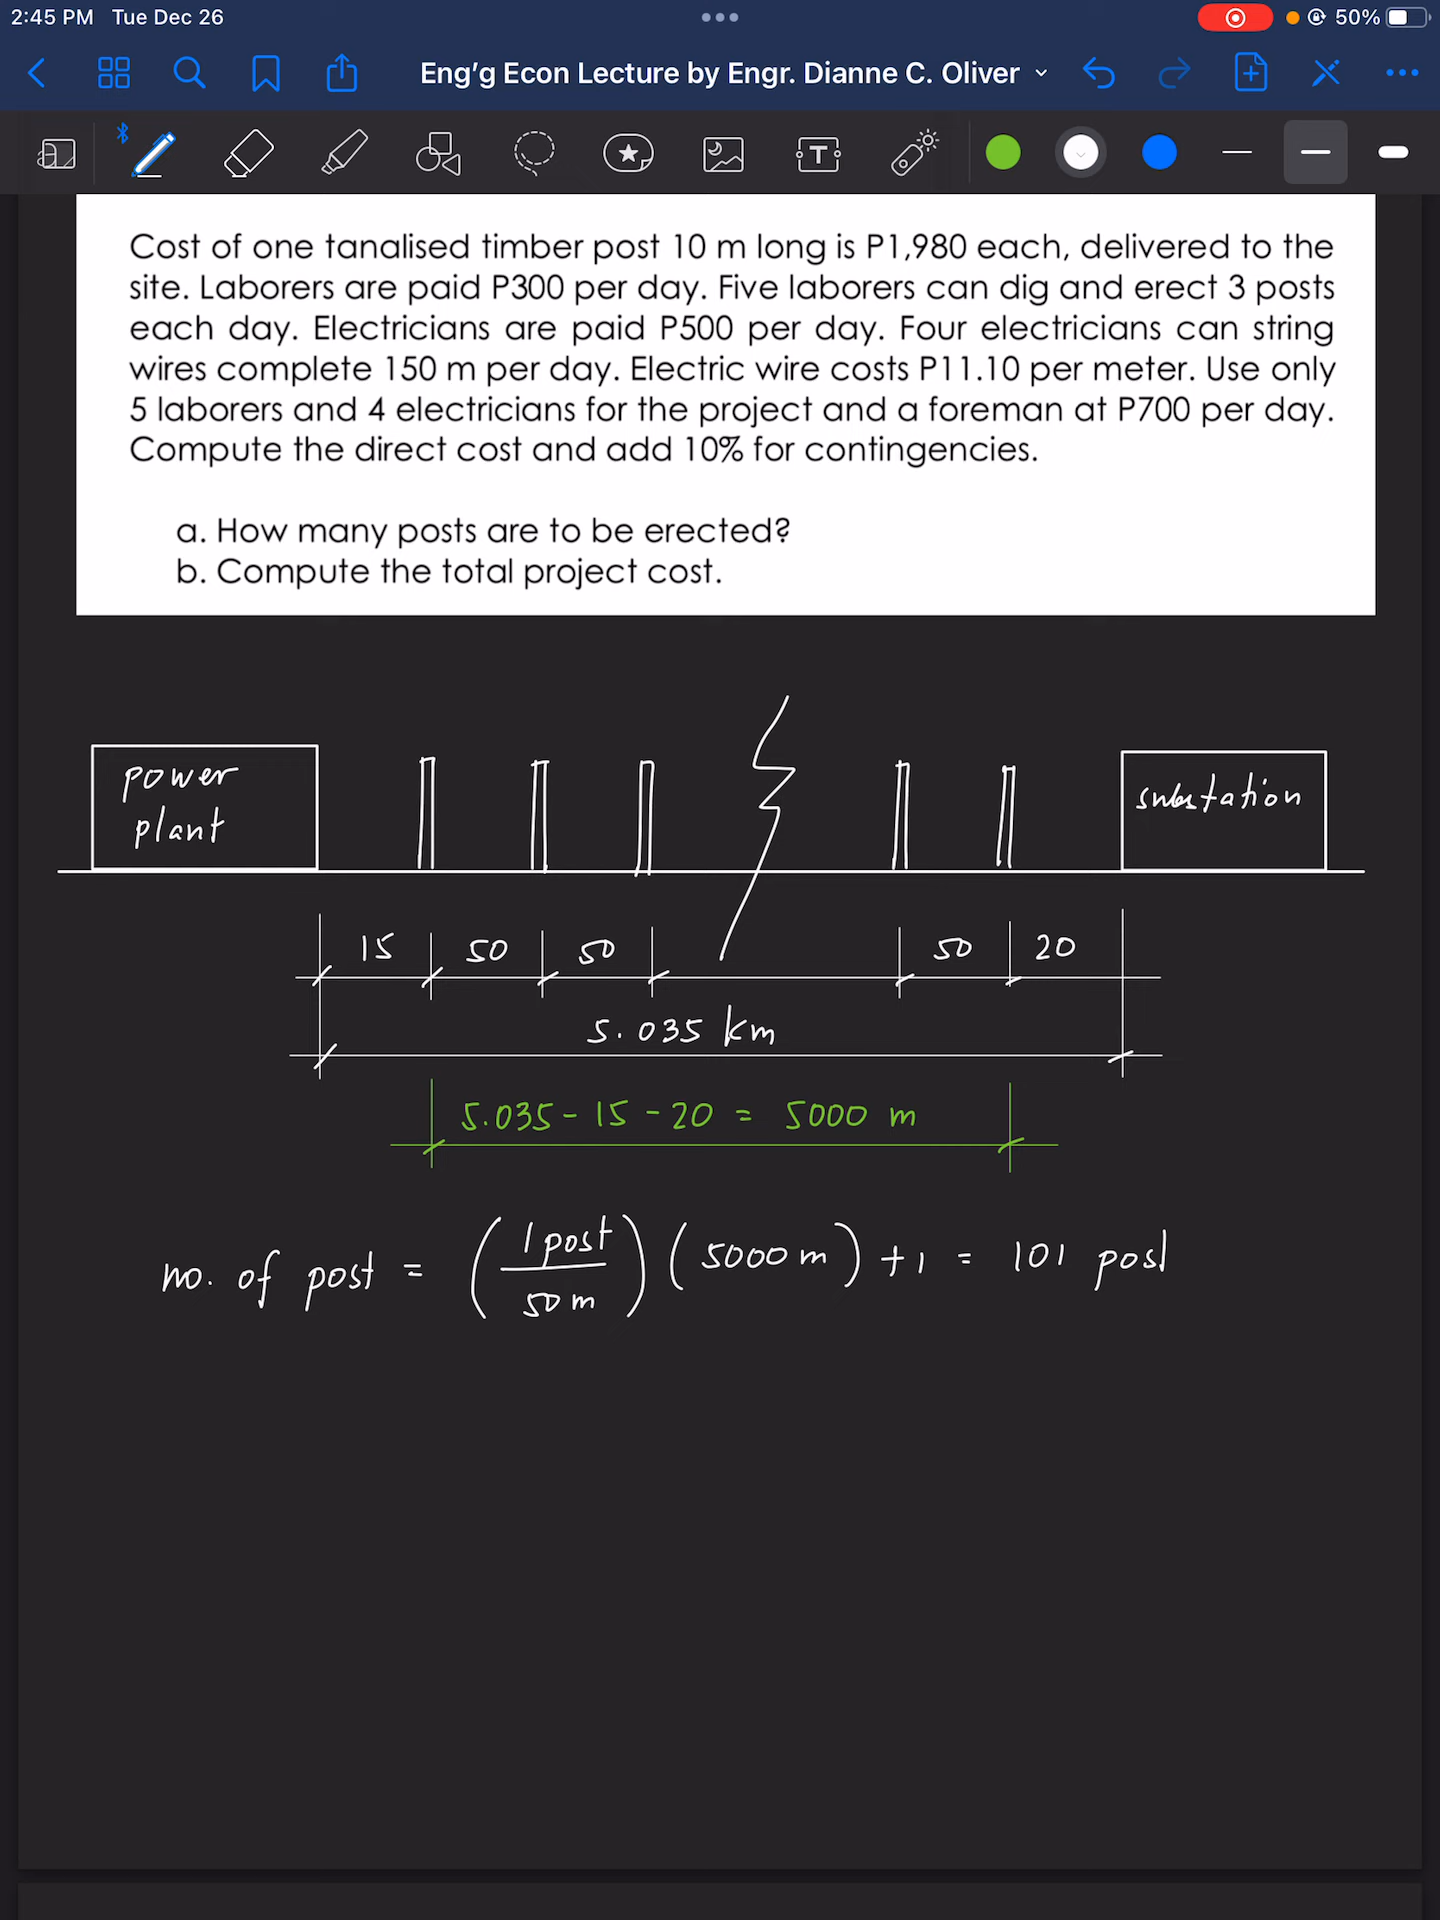 2:45 PM Tue Dec 26
50%
Eng'g Econ Lecture by Engr. Dianne C. Oliver
Cost of one tanalised timber post 10 m long is P1,980 each, delivered to the
site. Laborers are paid P300 per day. Five laborers can dig and erect 3 posts
each day. Electricians are paid P500 per day. Four electricians can string
wires complete 150 m per day. Electric wire costs P11.10 per meter. Use only
5 laborers and 4 electricians for the project and a foreman at P700 per day.
Compute the direct cost and add 10% for contingencies.
a. How many posts are to be erected?
b. Compute the total project cost.
power
plant
substation
15 50 50 50 20
5.035 km
5.035 - 15 - 20 = 5000 m
no. of post = (1 post / 50 m) (5000 m) + 1 = 101 post